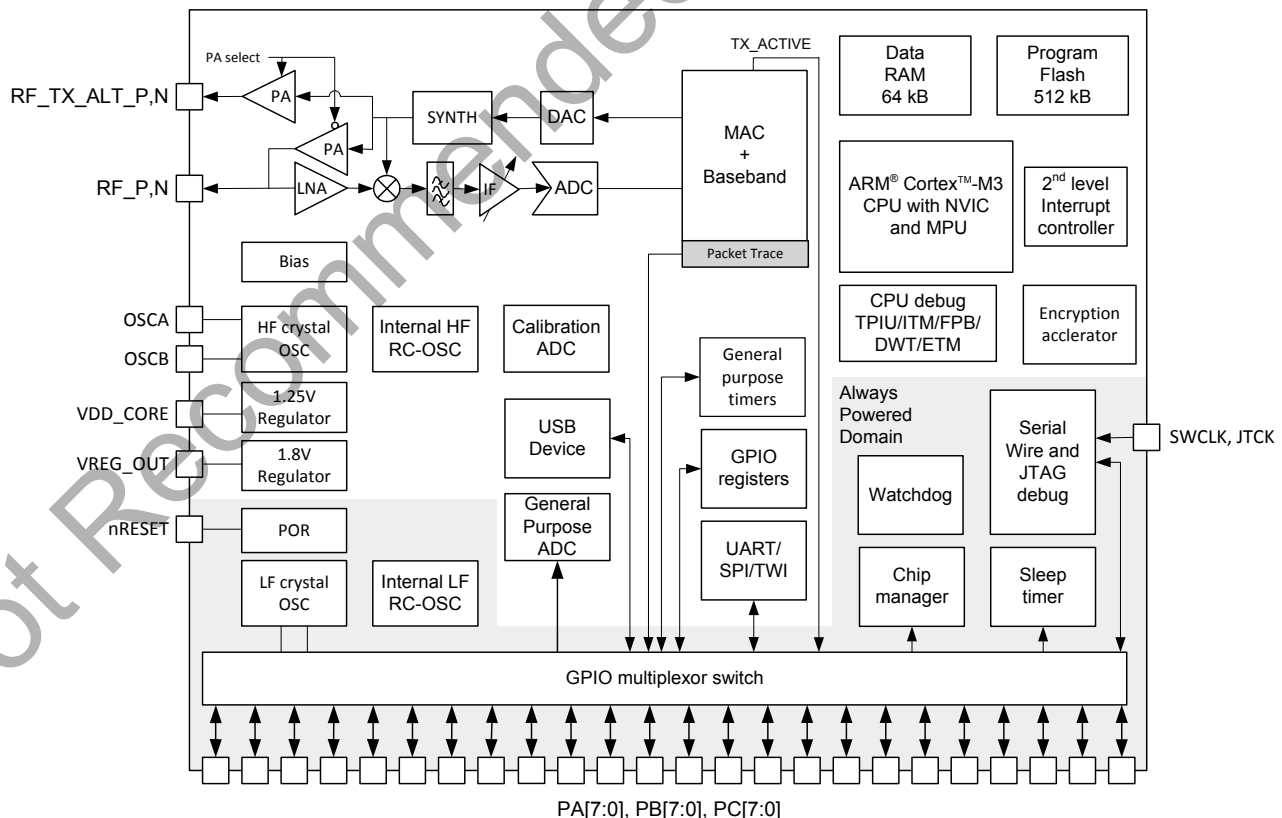 TX_ACTIVE
PA select
RF_TX_ALT_P,N
PA
SYNTH
DAC
MAC
+
Baseband
Data
RAM
64 kB
Program
Flash
512 kB
PA
RF_P,N
LNA
IF
ADC
ARM® Cortex™-M3
CPU with NVIC
and MPU
2nd level
Interrupt
controller
Packet Trace
Bias
OSCA
OSCB
HF crystal
OSC
Internal HF
RC-OSC
Calibration
ADC
General
purpose
timers
CPU debug
TPIU/ITM/FPB/
DWT/ETM
Encryption
acclerator
VDD_CORE
1.25V
Regulator
USB
Device
Always
Powered
Domain
Serial
Wire and
JTAG
debug
SWCLK, JTCK
VREG_OUT
1.8V
Regulator
GPIO
registers
Watchdog
nRESET
POR
General
Purpose
ADC
UART/
SPI/TWI
LF crystal
OSC
Internal LF
RC-OSC
Chip
manager
Sleep
timer
GPIO multiplexor switch
PA[7:0], PB[7:0], PC[7:0]
ot Recommended